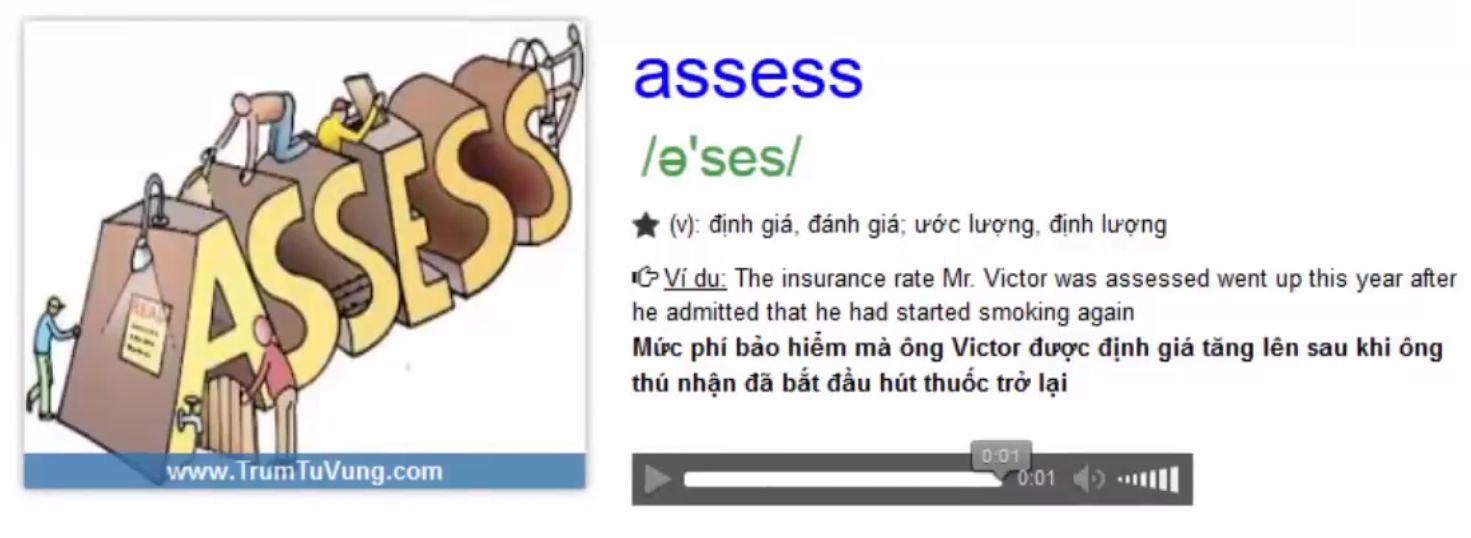 ASSESS
READ
www.TrumTuVung.com
assess
/ə'ses/
★ (v): định giá, đánh giá; ước lượng, định lượng
Ví du: The insurance rate Mr. Victor was assessed went up this year after
he admitted that he had started smoking again
Mức phí bảo hiểm mà ông Victor được định giá tăng lên sau khi ông
thú nhận đã bắt đầu hút thuốc trở lại
0:01
0:01